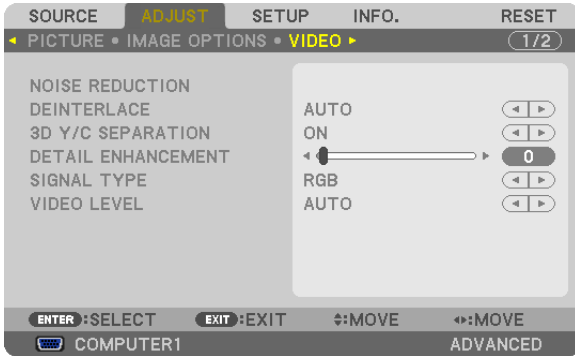 SOURCE ADJUST SETUP INFO. RESET
PICTURE • IMAGE OPTIONS • VIDEO 1/2
NOISE REDUCTION
DEINTERLACE AUTO
3D Y/C SEPARATION ON
DETAIL ENHANCEMENT 0
SIGNAL TYPE RGB
VIDEO LEVEL AUTO
ENTER :SELECT EXIT :EXIT :MOVE :MOVE
COMPUTER1 ADVANCED